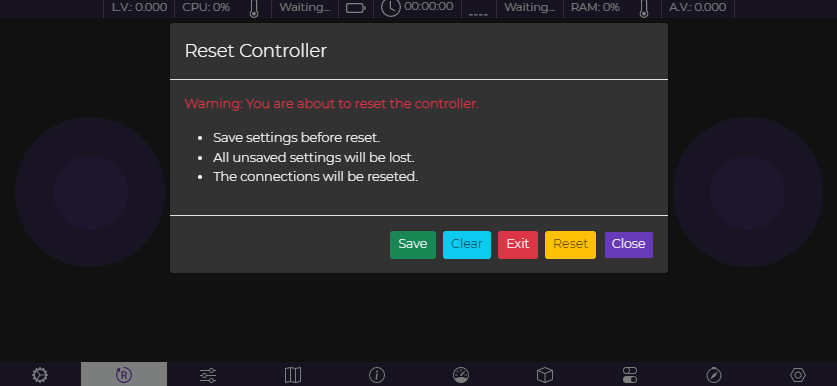 L.V.: 0.000 CPU: 0% Waiting... 00:00:00 Waiting... RAM: 0% A.V.: 0.000
Reset Controller
Warning: You are about to reset the controller.
Save settings before reset.
All unsaved settings will be lost.
The connections will be reseted.
Save Clear Exit Reset Close
R